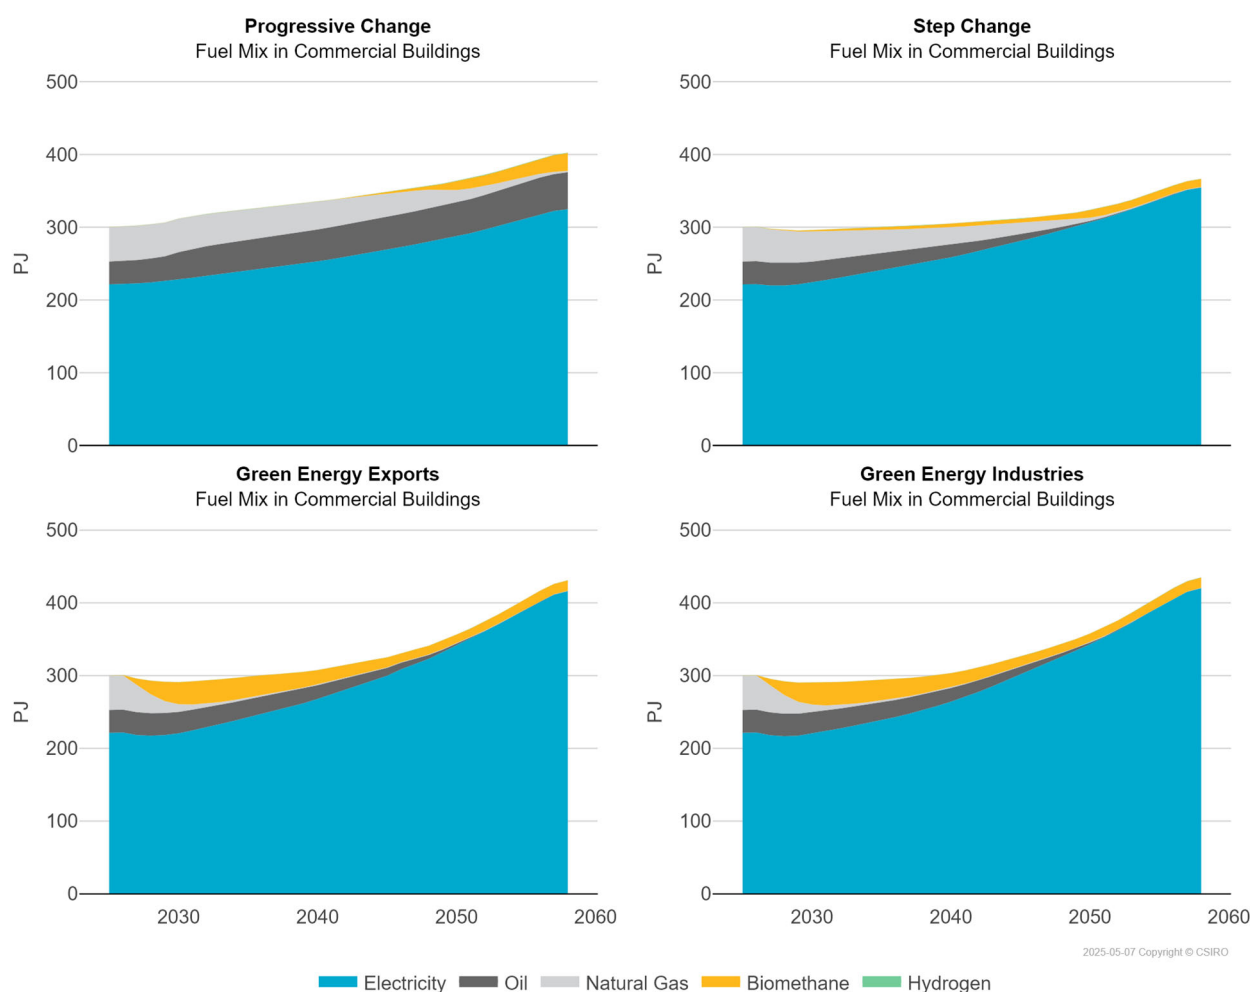 Progressive Change
Fuel Mix in Commercial Buildings
500
400
300
200
100
0
PJ
Step Change
Fuel Mix in Commercial Buildings
500
400
300
200
100
0
PJ
Green Energy Exports
Fuel Mix in Commercial Buildings
500
400
300
200
100
0
PJ
2030 2040 2050 2060
Green Energy Industries
Fuel Mix in Commercial Buildings
500
400
300
200
100
0
PJ
2030 2040 2050 2060
2025-05-07 Copyright © CSIRO
Electricity Oil Natural Gas Biomethane Hydrogen